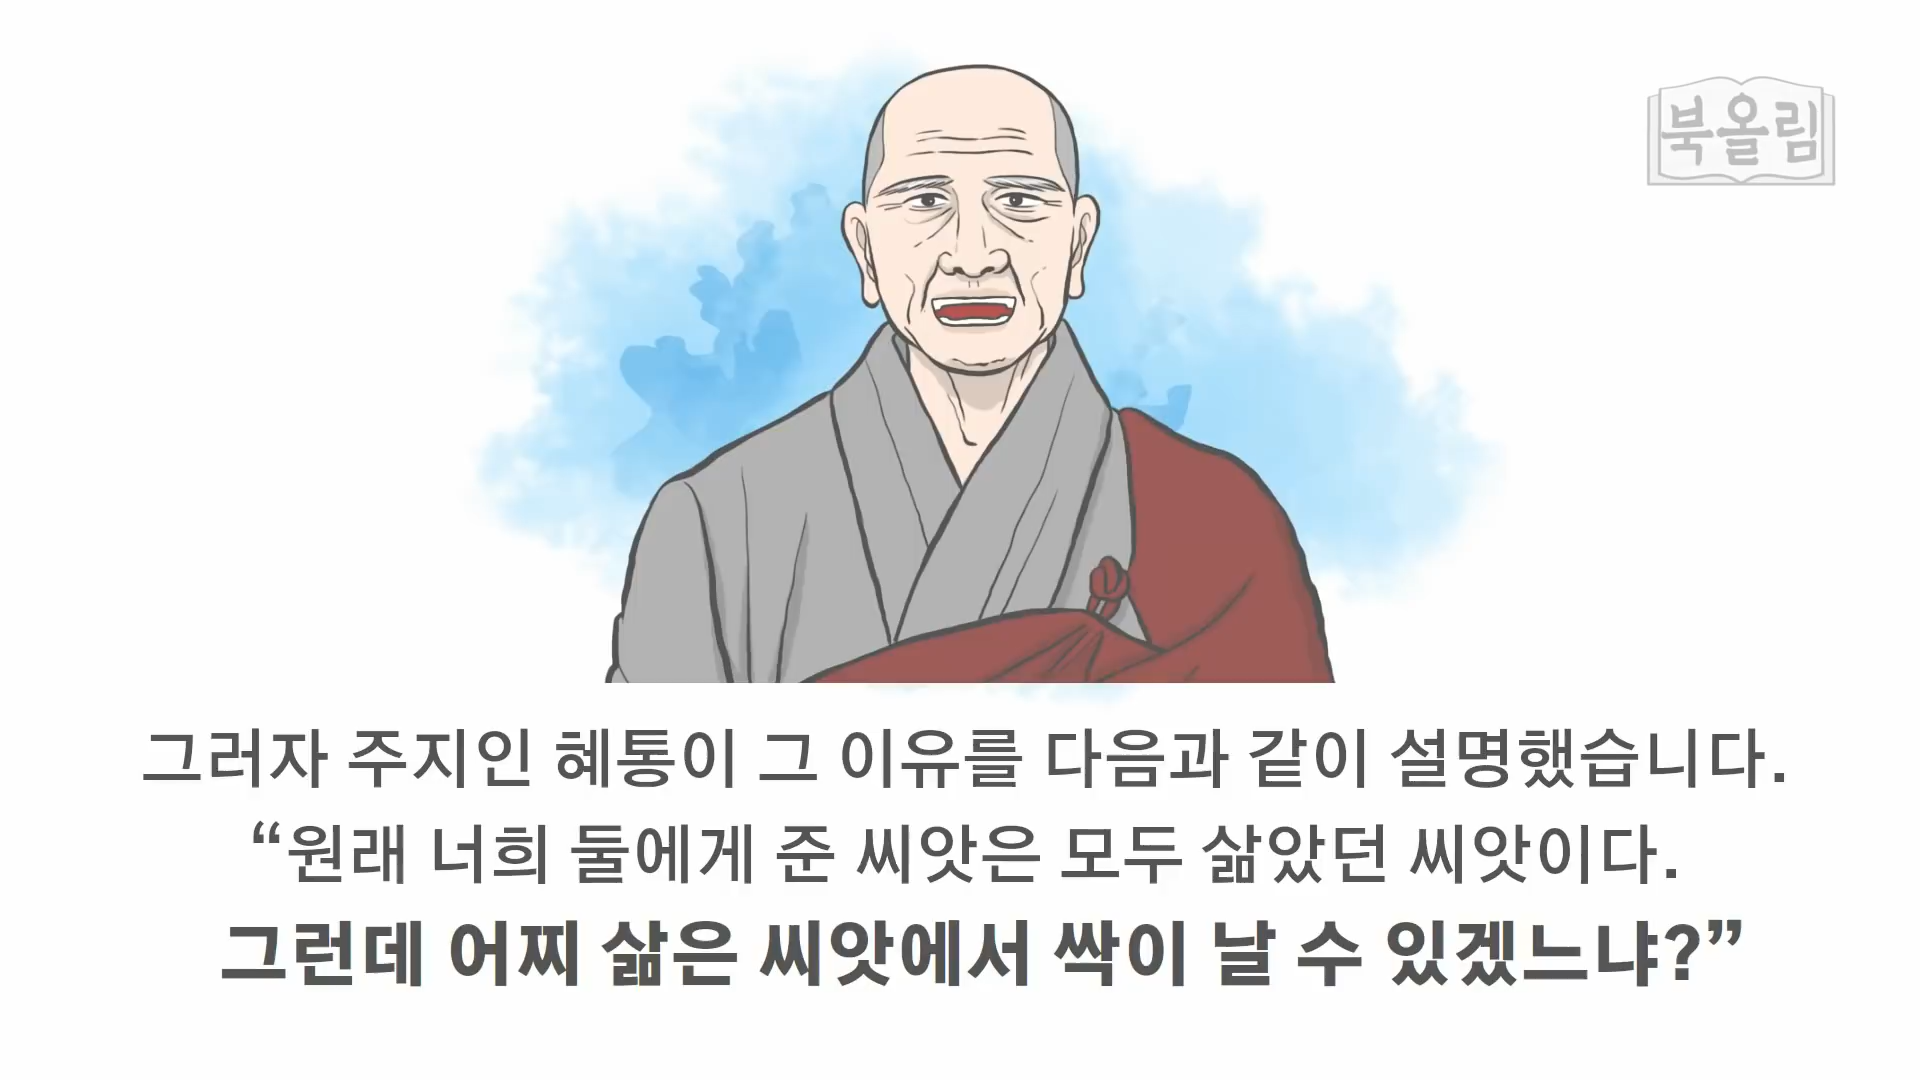 북올림
그러자 주지인 혜통이 그 이유를 다음과 같이 설명했습니다.
“원래 너희 둘에게 준 씨앗은 모두 삶았던 씨앗이다.
그런데 어찌 삶은 씨앗에서 싹이 날 수 있겠느냐?”